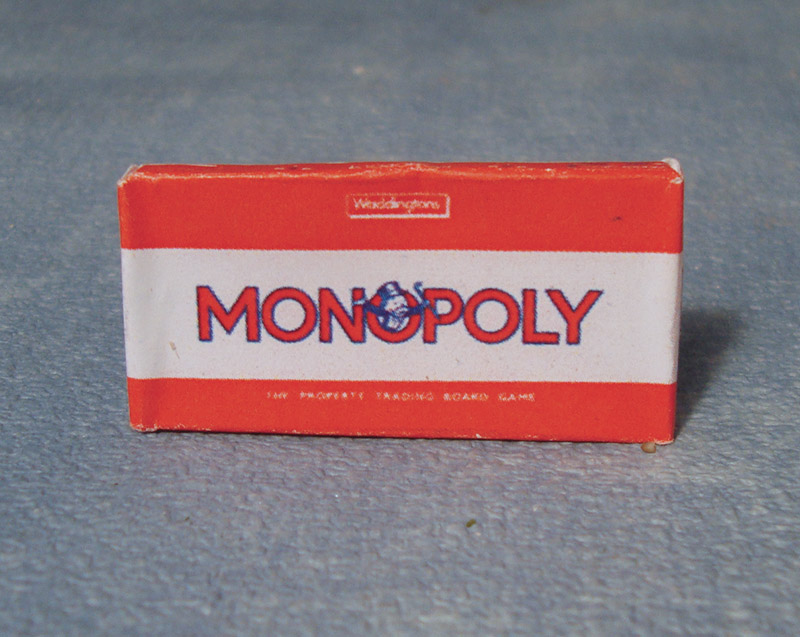 Waddingtons
MONOPOLY
THE PROPERTY TRADING BOARD GAME